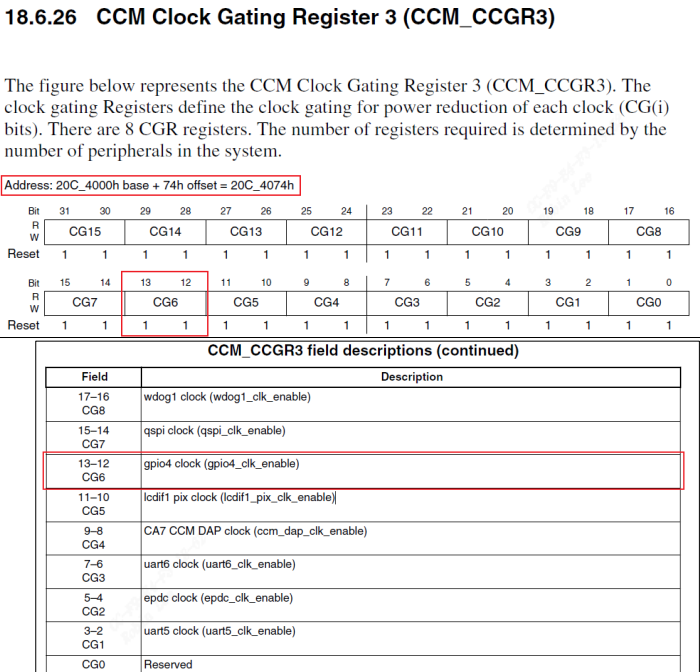 18.6.26 CCM Clock Gating Register 3 (CCM_CCGR3)
The figure below represents the CCM Clock Gating Register 3 (CCM_CCGR3). The
clock gating Registers define the clock gating for power reduction of each clock (CG(i)
bits). There are 8 CGR registers. The number of registers required is determined by the
number of peripherals in the system.
Address: 20C_4000h base + 74h offset = 20C_4074h
Bit 31 30 29 28 27 26 25 24 23 22 21 20 19 18 17 16
R
W
CG15 CG14 CG13 CG12 CG11 CG10 CG9 CG8
Reset 1 1 1 1 1 1 1 1 1 1 1 1 1 1 1 1
Bit 15 14 13 12 11 10 9 8 7 6 5 4 3 2 1 0
R
W
CG7 CG6 CG5 CG4 CG3 CG2 CG1 CG0
Reset 1 1 1 1 1 1 1 1 1 1 1 1 1 1 1 1
CCM_CCGR3 field descriptions (continued)
Field Description
17–16 wdog1 clock (wdog1_clk_enable)
CG8
15–14 qspi clock (qspi_clk_enable)
CG7
13–12 gpio4 clock (gpio4_clk_enable)
CG6
11–10 lcdif1 pix clock (lcdif1_pix_clk_enable)
CG5
9–8 CA7 CCM DAP clock (ccm_dap_clk_enable)
CG4
7–6 uart6 clock (uart6_clk_enable)
CG3
5–4 epdc clock (epdc_clk_enable)
CG2
3–2 uart5 clock (uart5_clk_enable)
CG1
CG0 Reserved